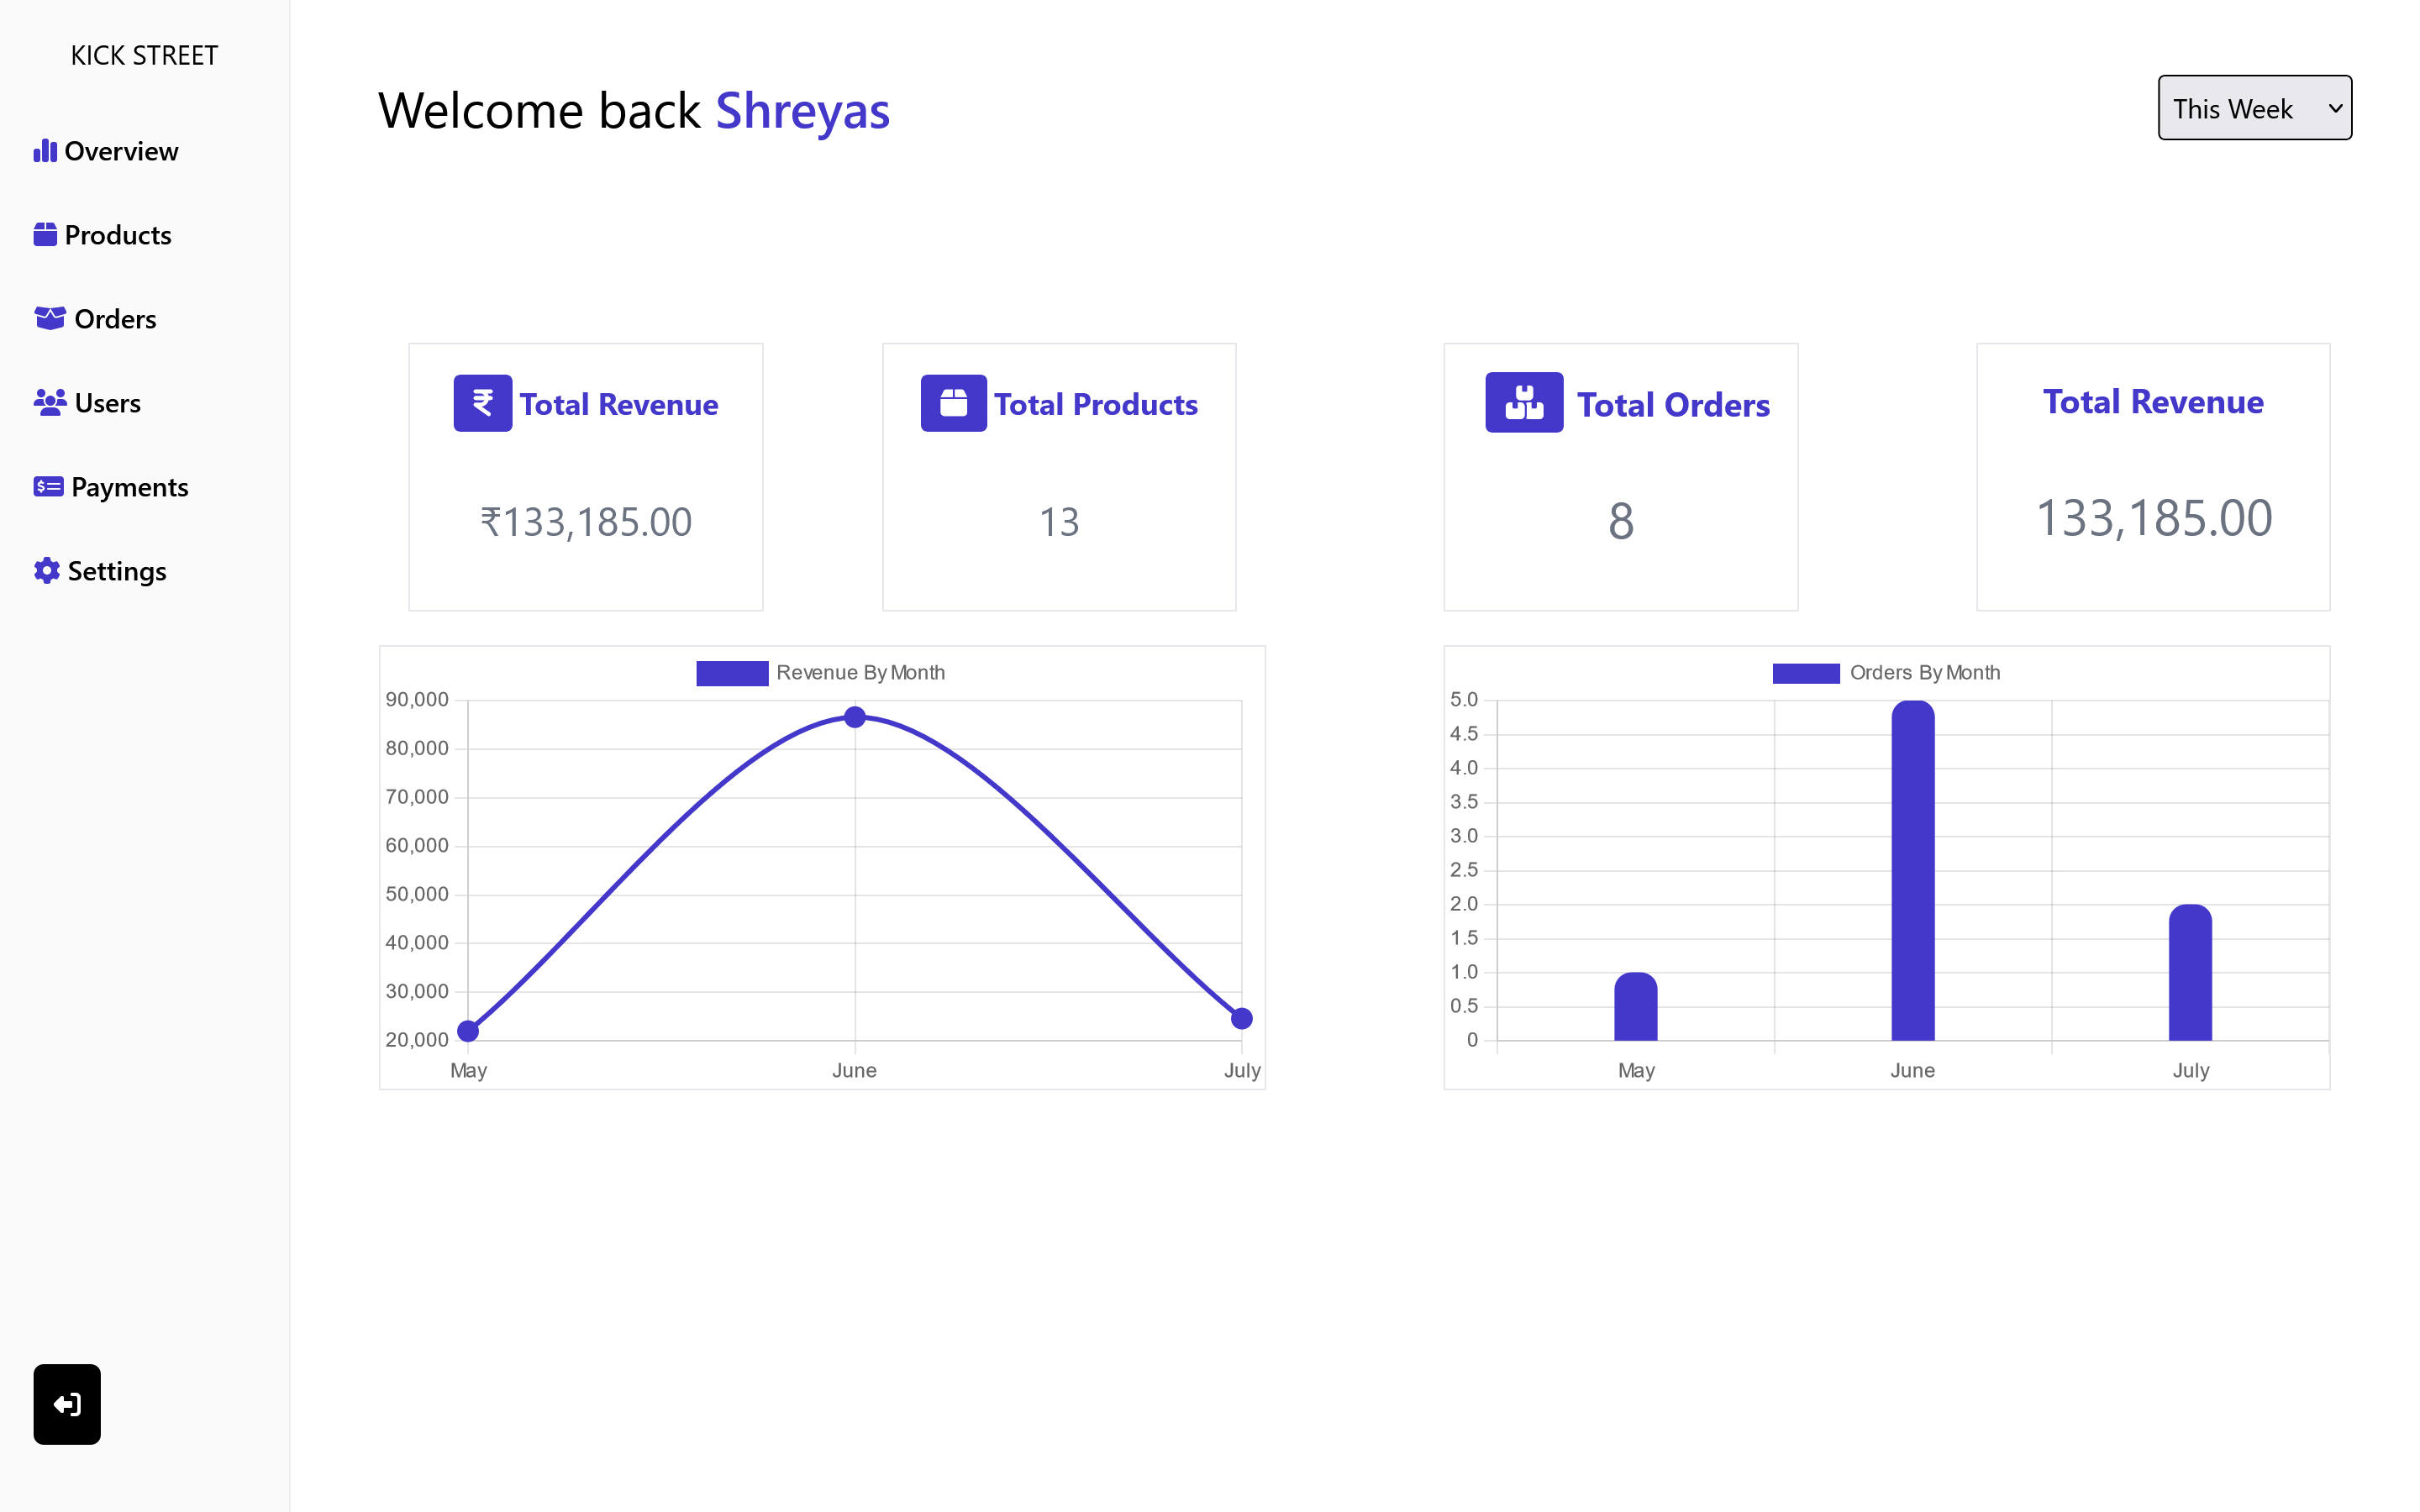 KICK STREET
Overview
Products
Orders
Users
Payments
Settings
Welcome back Shreyas
This Week
Total Revenue
₹133,185.00
Total Products
13
Total Orders
8
Total Revenue
133,185.00
Revenue By Month
90,000
80,000
70,000
60,000
50,000
40,000
30,000
20,000
May June July
Orders By Month
5.0
4.5
4.0
3.5
3.0
2.5
2.0
1.5
1.0
0.5
0
May June July